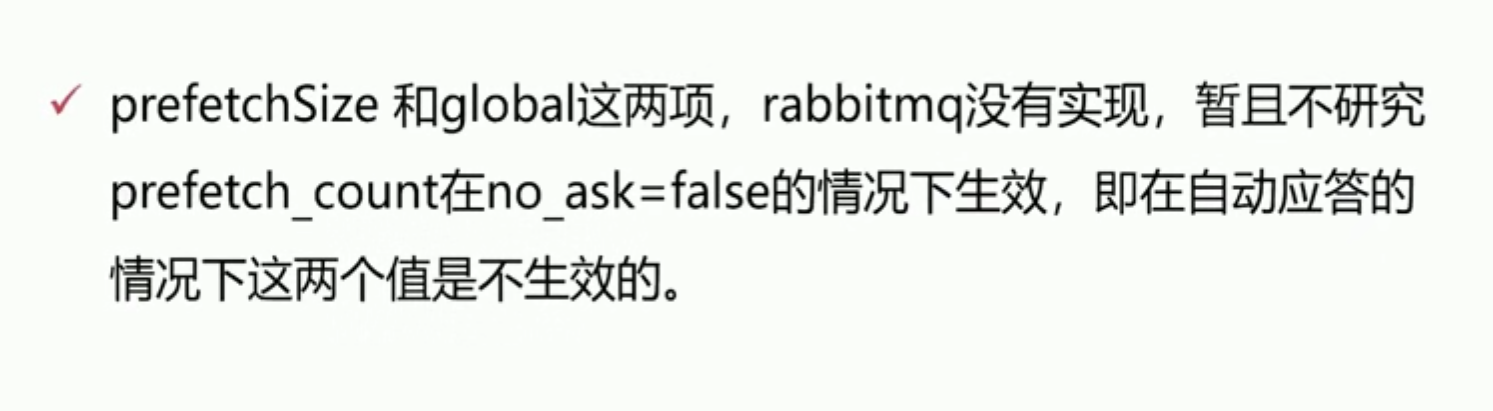 ✓ prefetchSize 和global这两项，rabbitmq没有实现，暂且不研究
prefetch_count在no_ask=false的情况下生效，即在自动应答的
情况下这两个值是不生效的。